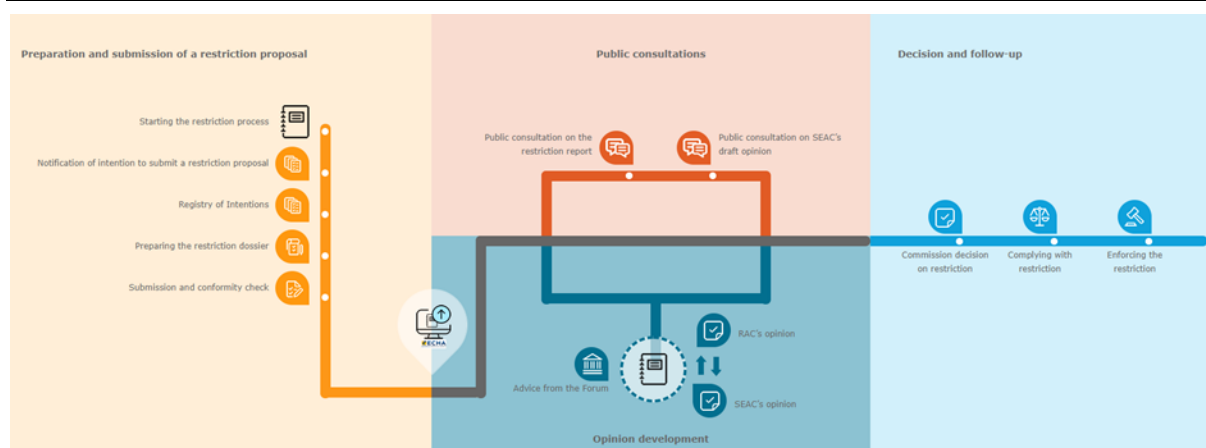 Preparation and submission of a restriction proposal
Starting the restriction process
Notification of intention to submit a restriction proposal
Registry of Intentions
Preparing the restriction dossier
Submission and conformity check
ECHA
Public consultations
Public consultation on the
restriction report
Public consultation on SEAC's
draft opinion
Advice from the Forum
RAC's opinion
SEAC's opinion
Opinion development
Decision and follow-up
Commission decision
on restriction
Complying with
restriction
Enforcing the
restriction